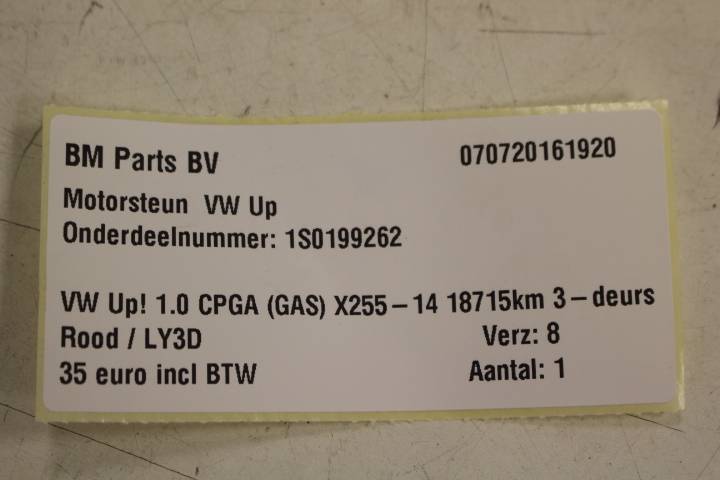 BM Parts BV 070720161920
Motorsteun VW Up
Onderdeelnummer: 1S0199262
VW Up! 1.0 CPGA (GAS) X255-14 18715km 3-deurs
Rood / LY3D Verz: 8
35 euro incl BTW Aantal: 1